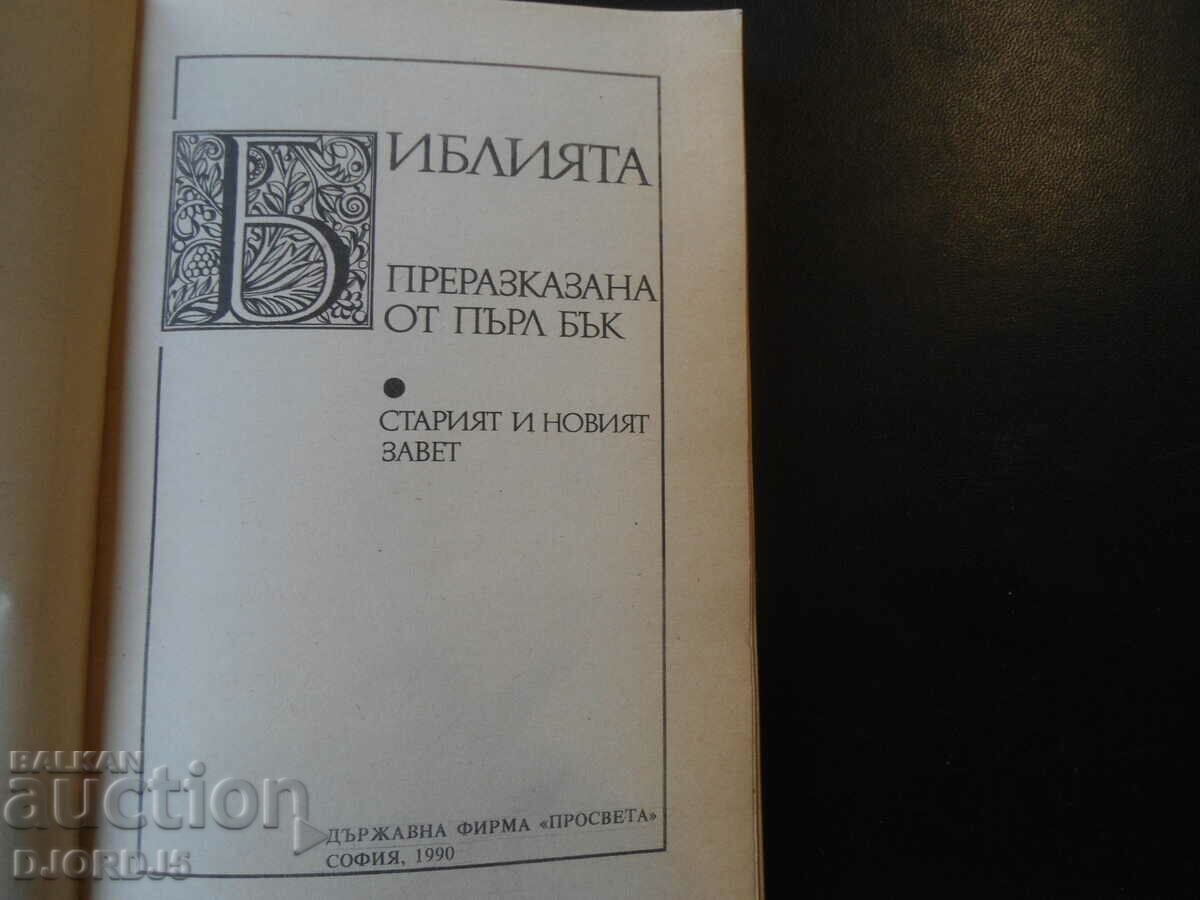 БИБЛИЯТА
ПРЕРАЗКАЗАНА
ОТ ПЪРЛ БЪК
СТАРИЯТ И НОВИЯТ
ЗАВЕТ
ДЪРЖАВНА ФИРМА «ПРОСВЕТА»
СОФИЯ, 1990
BALKAN
auction
DJORDJ5